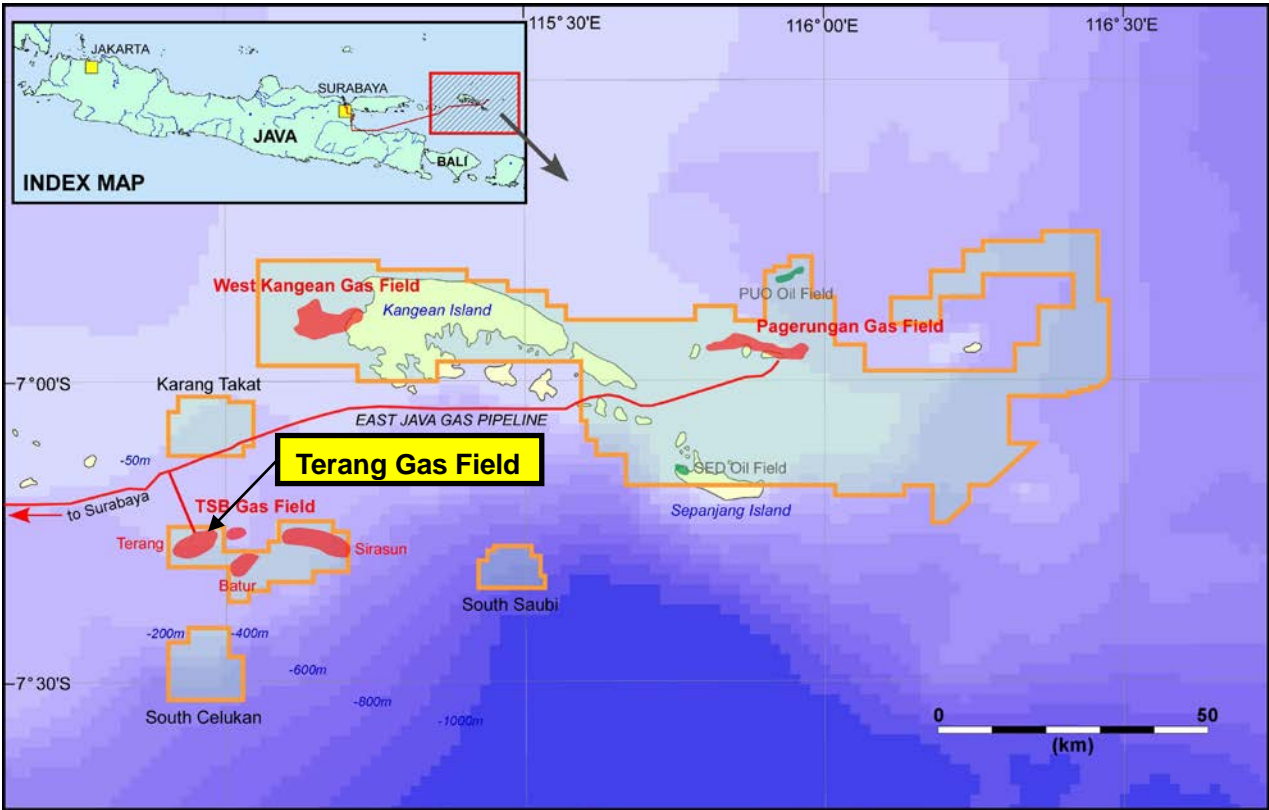 115° 30'E
116° 00'E
116° 30'E
JAKARTA
SURABAYA
JAVA
BALI
INDEX MAP
West Kangean Gas Field
Kangean Island
PUO Oil Field
Pagerungan Gas Field
7° 00'S
Karang Takat
EAST JAVA GAS PIPELINE
-50m
Terang Gas Field
SED Oil Field
to Surabaya
TSB Gas Field
Sepanjang Island
Terang
Sirasun
Batur
South Saubi
-200m
-400m
-600m
7° 30'S
-800m
South Celukan
-1000m
0
50
(km)